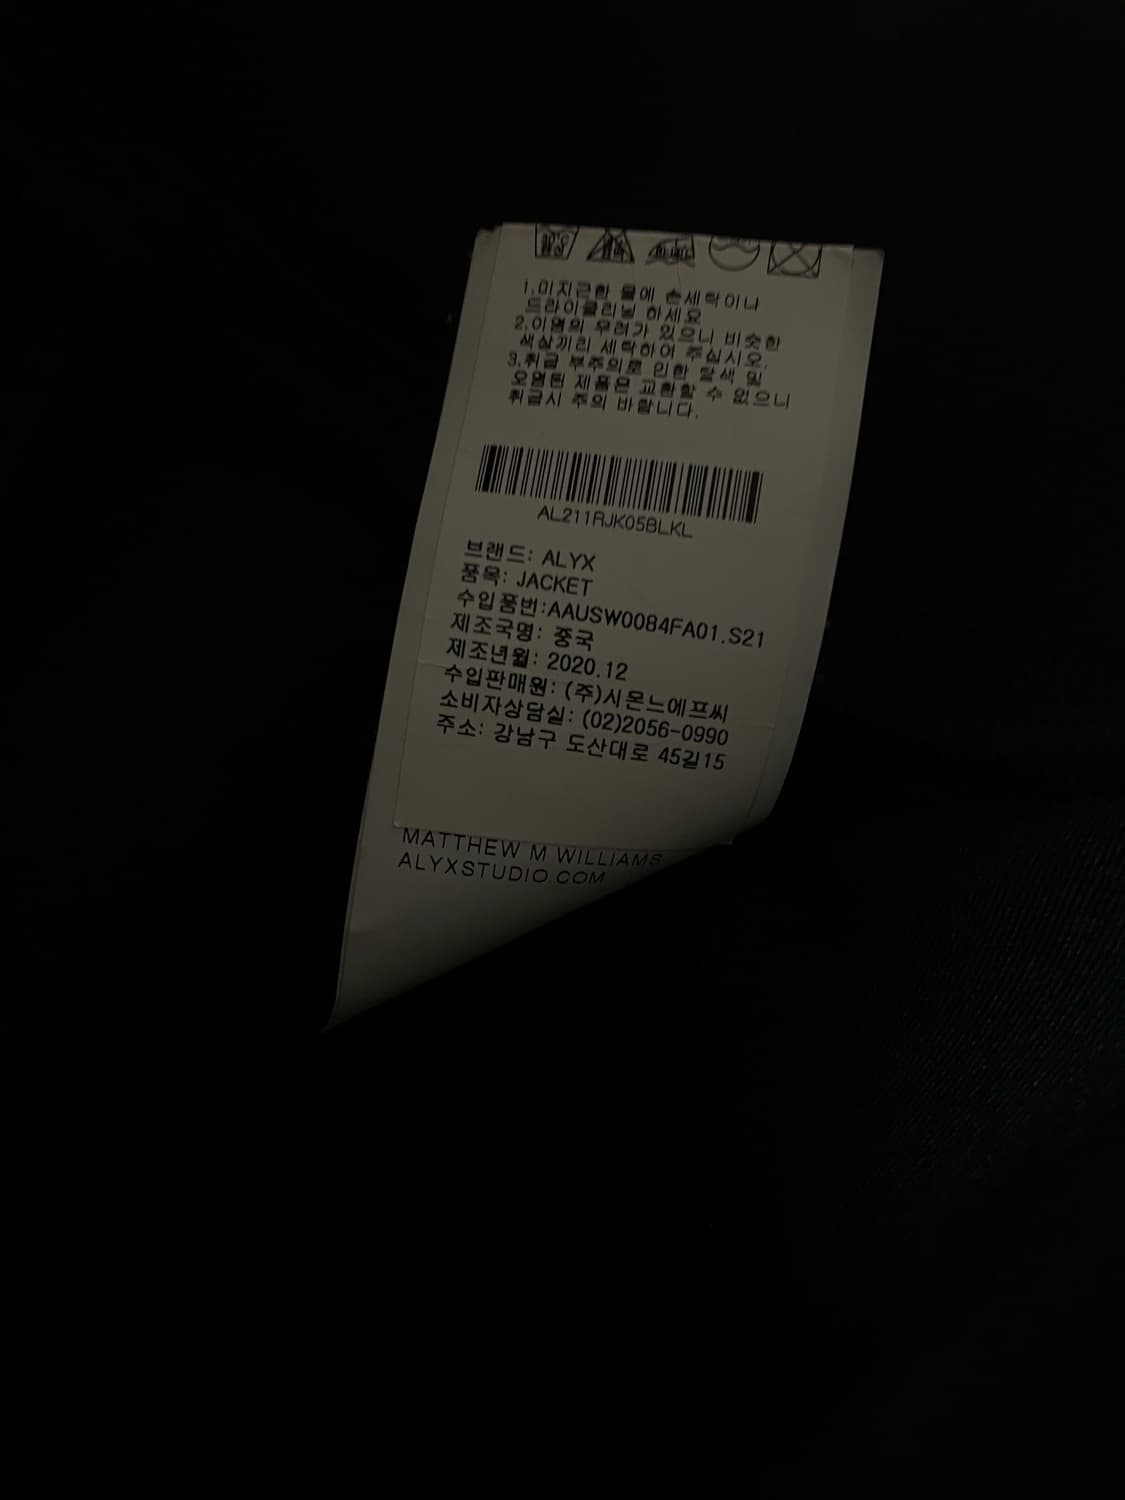 1.미지근한 물에 손세탁이나
드라이클리닝 하세요
2.이염의 우려가 있으니 비슷한
색상끼리 세탁하여 주십시오.
3.취급 부주의로 인한 탈색 및
오염된 제품은 교환할 수 없으니
취급시 주의 바랍니다.
AL211RJK05BLKL
브랜드: ALYX
품목: JACKET
수입품번:AAUSW0084FA01.S21
제조국명: 중국
제조년월: 2020.12
수입판매원: (주)시몬느에프씨
소비자상담실: (02)2056-0990
주소: 강남구 도산대로 45길15
MATTHEW M WILLIAMS
ALYXSTUDIO.COM